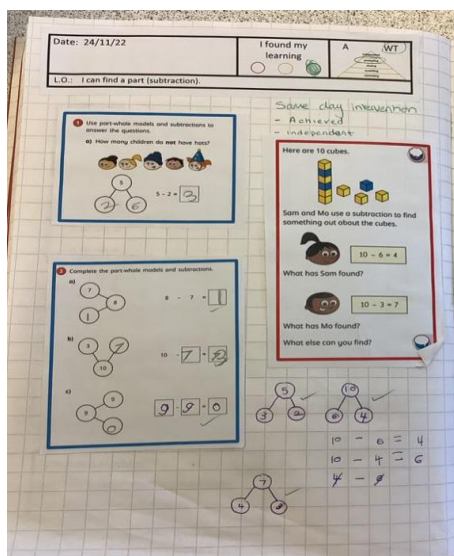 Date: 24/11/22
I found my
learning
A
WT
L.O.: I can find a part (subtraction).
Same day intervention
- Achieved
- independent
1 Use part-whole models and subtractions to
answer the questions.
a) How many children do not have hats?
5
5 - 2 = 3
2
3 Complete the part-whole models and subtractions.
a)
7
8
1
8 - 7 = 1
b)
3
7
10
10 - 7 =
c)
9
9
0
9 - 9 = 0
Here are 10 cubes.
Sam and Mo use a subtraction to find
something out about the cubes.
10 - 6 = 4
What has Sam found?
10 - 3 = 7
What has Mo found?
What else can you find?
5
3 2
10
6 4
10 - 6 = 4
10 - 4 = 6
4 -
7
4